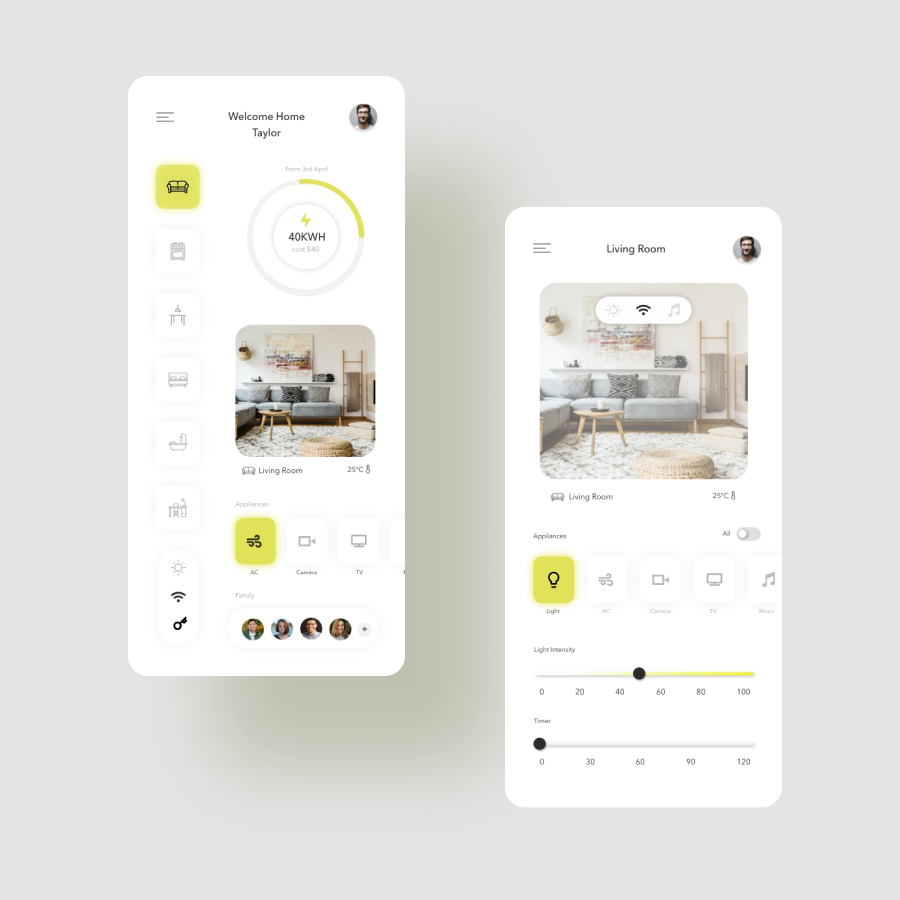 Welcome Home
Taylor
From 3rd April
40KWH
cost $40
Living Room
25°C
Appliances
AC
Camera
TV
Family
+
Living Room
Living Room
25°C
Appliances
All
Light
AC
Camera
TV
Music
Light Intensity
0 20 40 60 80 100
Timer
0 30 60 90 120